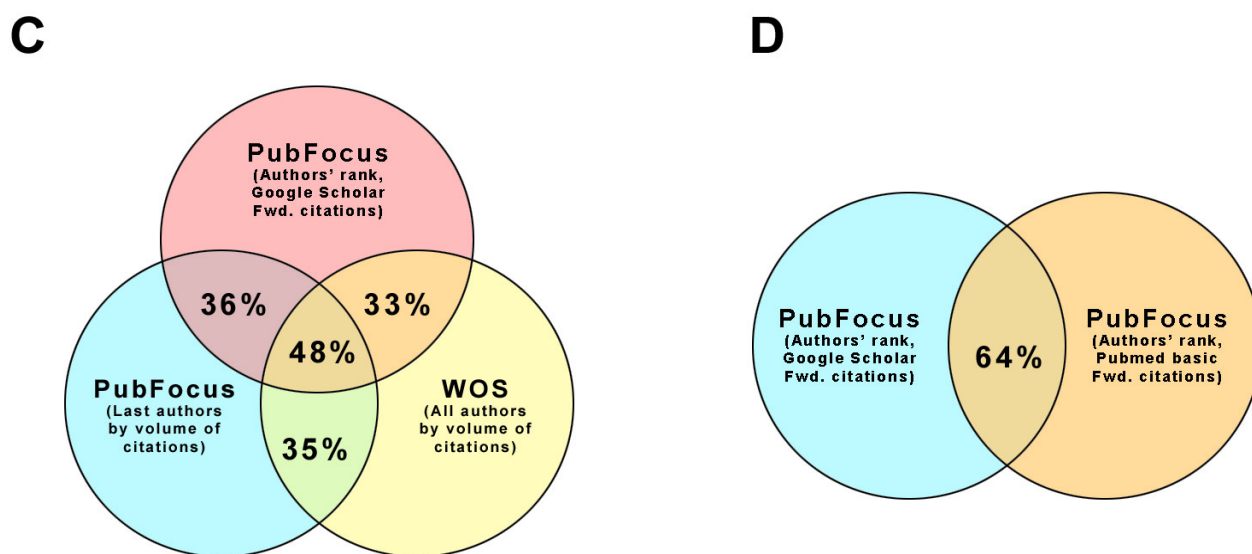 C
PubFocus
(Authors' rank,
Google Scholar
Fwd. citations)
36%
33%
48%
PubFocus
(Last authors
by volume of
citations)
WOS
(All authors
by volume of
citations)
35%
D
PubFocus
(Authors' rank,
Google Scholar
Fwd. citations)
64%
PubFocus
(Authors' rank,
Pubmed basic
Fwd. citations)